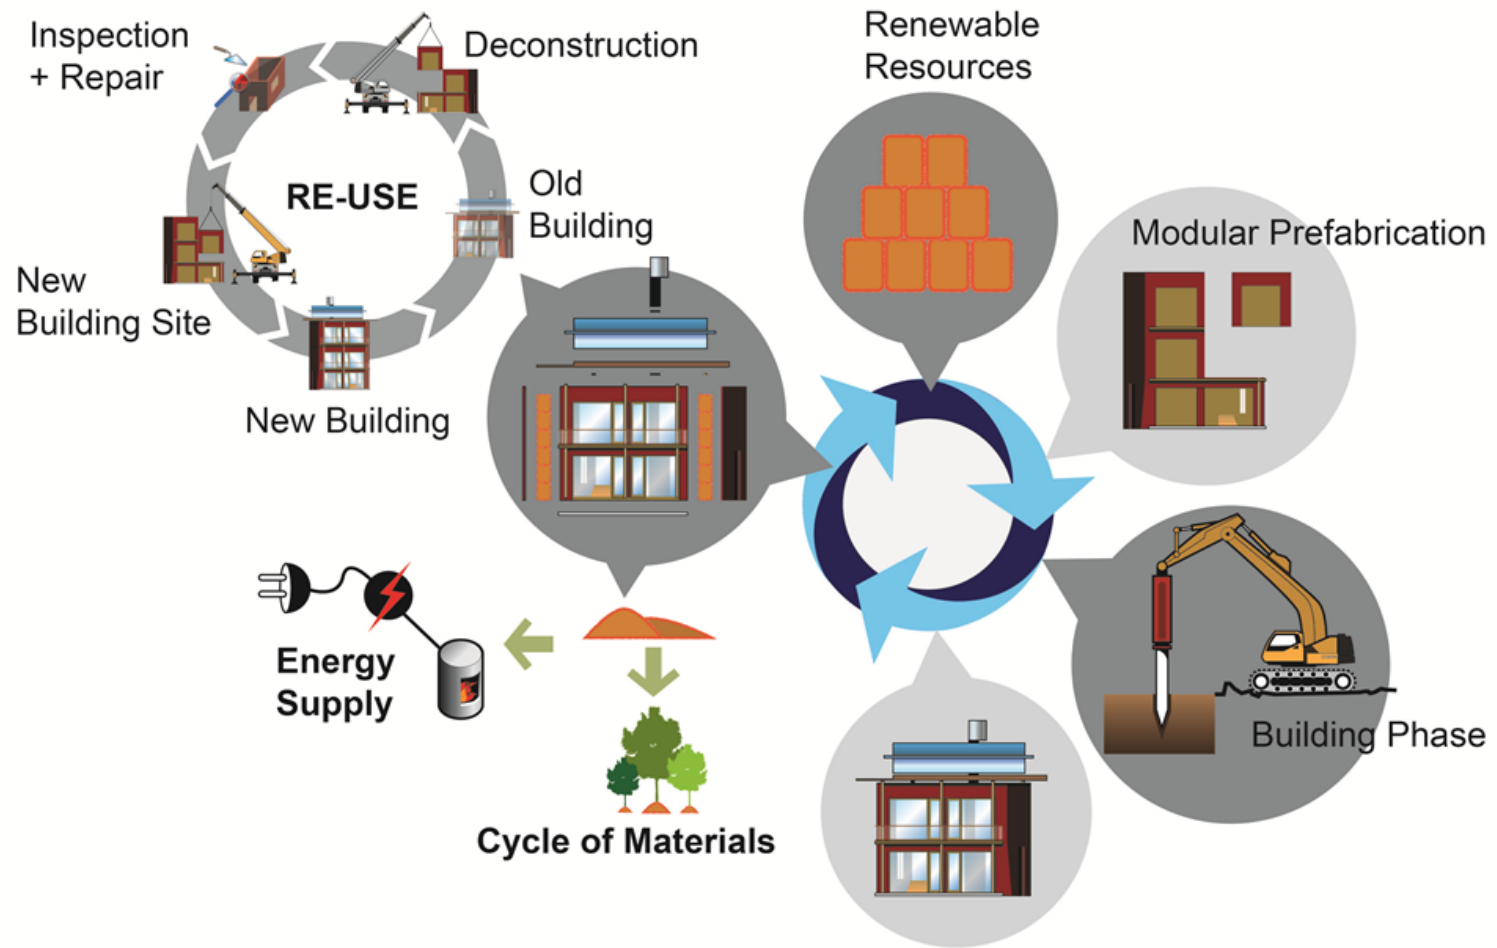 Inspection
+ Repair
Deconstruction
RE-USE
Old
Building
New
Building Site
New Building
Renewable
Resources
Modular Prefabrication
Building Phase
Energy
Supply
Cycle of Materials